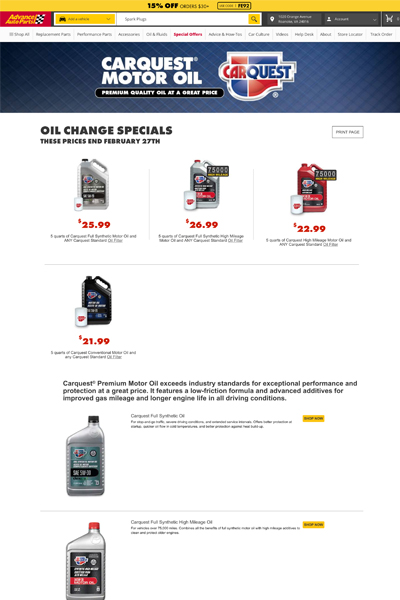 15% OFF ORDERS $30+ USE CODE: FE92
Advance Auto Parts
Add a vehicle
Spark Plugs
Account
0
Shop All Replacement Parts Performance Parts Accessories Oil & Fluids Special Offers Advice & How-Tos Car Culture Videos Help Desk About Store Locator Track Order
CARQUEST®
MOTOR OIL
PREMIUM QUALITY OIL AT A GREAT PRICE
CARQUEST
OIL CHANGE SPECIALS
THESE PRICES END FEBRUARY 27TH
PRINT PAGE
75000
75000
$25.99
5 quarts of Carquest Full Synthetic Motor Oil and
ANY Carquest Standard Oil Filter
$26.99
5 quarts of Carquest Full Synthetic High Mileage
Motor Oil and ANY Carquest Standard Oil Filter
$22.99
5 quarts of Carquest High Mileage Motor Oil and
ANY Carquest Standard Oil Filter
$21.99
5 quarts of Carquest Conventional Motor Oil and
any Carquest Standard Oil Filter
Carquest® Premium Motor Oil exceeds industry standards for exceptional performance and
protection at a great price. It features a low-friction formula and advanced additives for
improved gas mileage and longer engine life in all driving conditions.
Carquest Full Synthetic Oil
For stop-and-go traffic, severe driving conditions, and extended service intervals. Offers better protection at
startup, easier oil flow in cold temperatures, and better protection against heat build up.
SHOP NOW
SAE 5W-30
Carquest Full Synthetic High Mileage Oil
For vehicles over 75,000 miles. Combines all the benefits of full synthetic motor oil with high mileage additives to
clean and protect older engines.
SHOP NOW